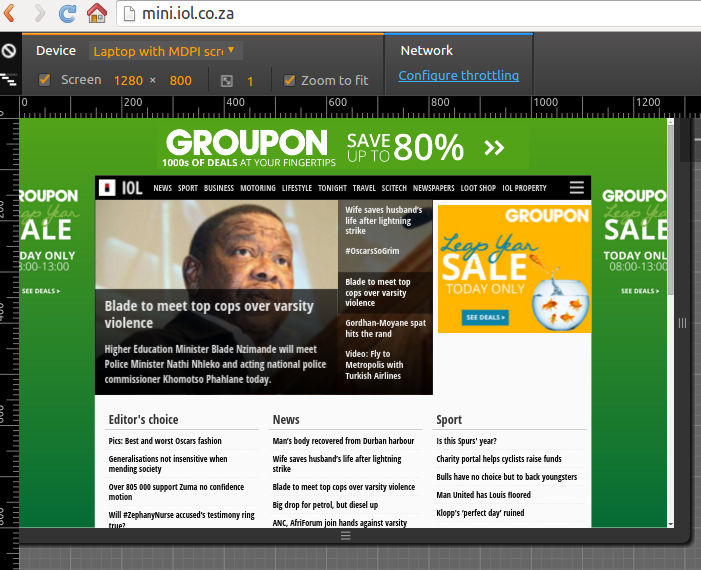 mini.iol.co.za
Device
Laptop with MDPI scr
Network
Screen 1280 × 800
1
Zoom to fit
Configure throttling
0 200 400 600 800 1000 1200
200
400
600
800
GROUPON
1000s OF DEALS AT YOUR FINGERTIPS
SAVE
UP TO
80%
GROUPON
Leap Year
SALE
TODAY ONLY
08:00-13:00
SEE DEALS >
IOL
NEWS SPORT BUSINESS MOTORING LIFESTYLE TONIGHT TRAVEL SCITECH NEWSPAPERS LOOT SHOP IOL PROPERTY
Blade to meet top cops over varsity
violence
Higher Education Minister Blade Nzimande will meet
Police Minister Nathi Nhleko and acting national police
commissioner Khomotso Phahlane today.
Wife saves husband's
life after lightning
strike
#OscarsSoGrim
Blade to meet top
cops over varsity
violence
Gordhan-Moyane spat
hits the rand
Video: Fly to
Metropolis with
Turkish Airlines
GROUPON
Leap Year
SALE
TODAY ONLY
SEE DEALS >
GROUPON
Leap Year
SALE
TODAY ONLY
08:00-13:00
SEE DEALS >
Editor's choice
Pics: Best and worst Oscars fashion
Generalisations not insensitive when
mending society
Over 805 000 support Zuma no confidence
motion
Will #ZephanyNurse accused's testimony ring
true?
News
Man's body recovered from Durban harbour
Wife saves husband's life after lightning
strike
Blade to meet top cops over varsity violence
Big drop for petrol, but diesel up
ANC, AfriForum join hands against varsity
Sport
Is this Spurs' year?
Charity portal helps cyclists raise funds
Bulls have no choice but to back youngsters
Man United has Louis floored
Klopp's 'perfect day' ruined